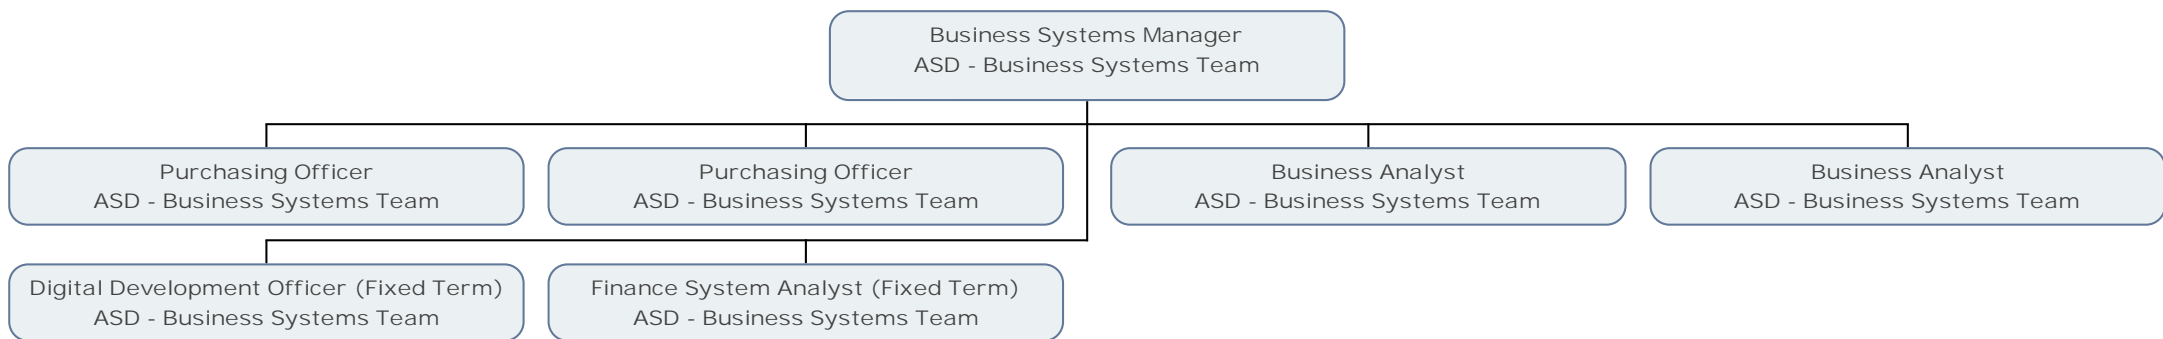 Business Systems Manager
ASD - Business Systems Team
Purchasing Officer
ASD - Business Systems Team
Purchasing Officer
ASD - Business Systems Team
Business Analyst
ASD - Business Systems Team
Business Analyst
ASD - Business Systems Team
Digital Development Officer (Fixed Term)
ASD - Business Systems Team
Finance System Analyst (Fixed Term)
ASD - Business Systems Team